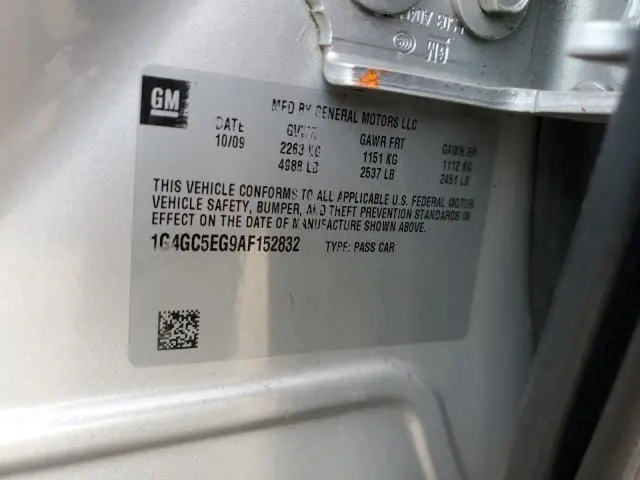 GM
MFD BY GENERAL MOTORS LLC
DATE GVWR GAWR FRT GAWR RR
10/09 2263 KG 1151 KG 1112 KG
4988 LB 2537 LB 2451 LB
THIS VEHICLE CONFORMS TO ALL APPLICABLE U.S. FEDERAL MOTOR
VEHICLE SAFETY, BUMPER, AND THEFT PREVENTION STANDARDS IN
EFFECT ON THE DATE OF MANUFACTURE SHOWN ABOVE.
1G4GC5EG9AF152832 TYPE: PASS CAR
GM